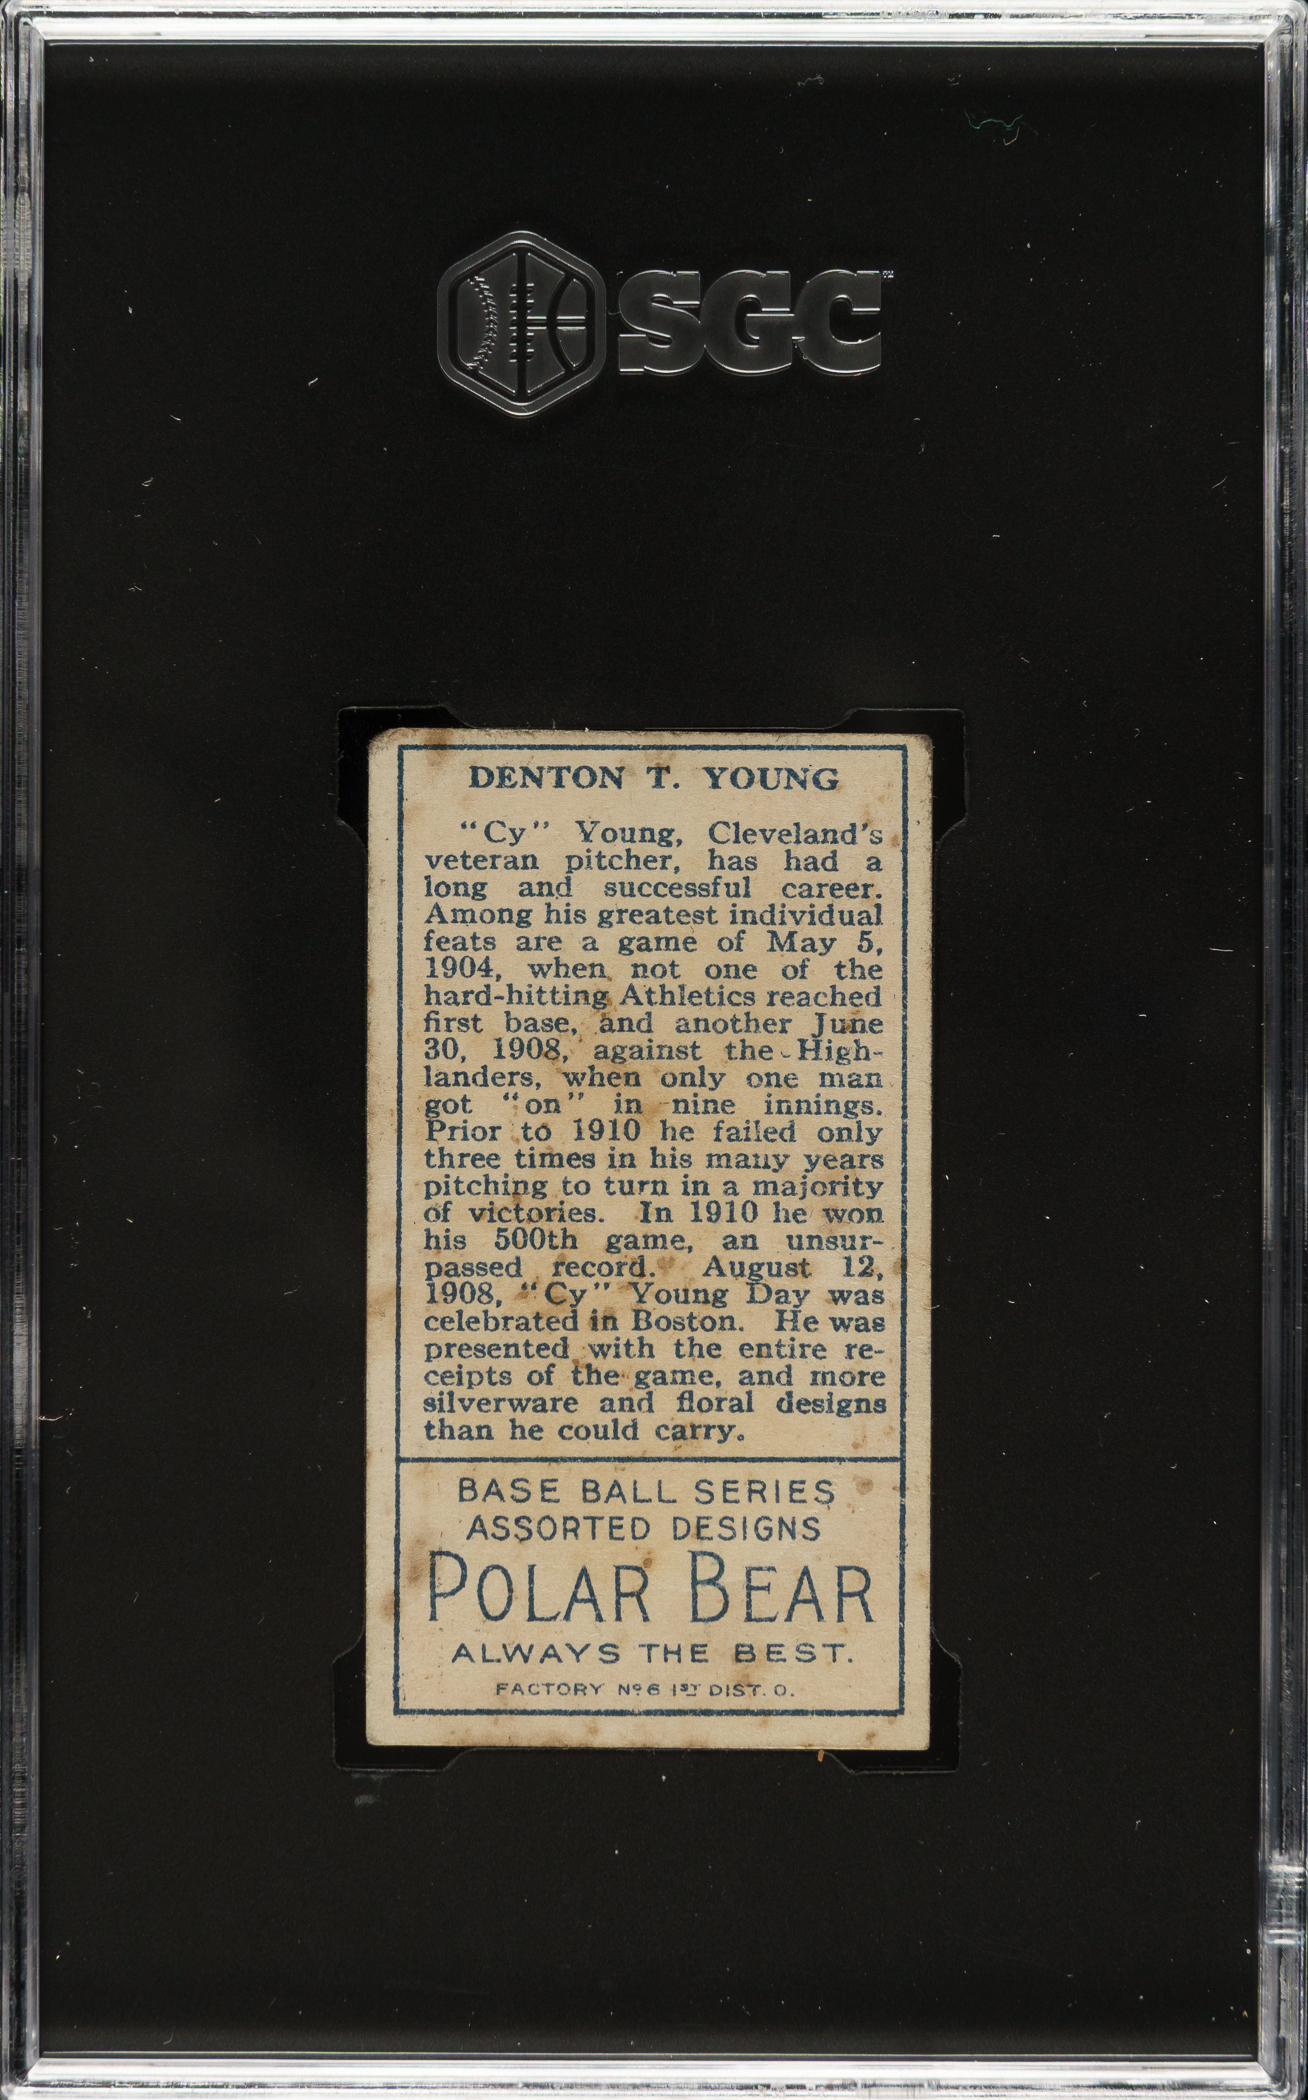 SGC™
DENTON T. YOUNG
"Cy" Young, Cleveland's
veteran pitcher, has had a
long and successful career.
Among his greatest individual
feats are a game of May 5,
1904, when not one of the
hard-hitting Athletics reached
first base, and another June
30, 1908, against the High-
landers, when only one man
got "on" in nine innings.
Prior to 1910 he failed only
three times in his many years
pitching to turn in a majority
of victories. In 1910 he won
his 500th game, an unsur-
passed record. August 12,
1908, "Cy" Young Day was
celebrated in Boston. He was
presented with the entire re-
ceipts of the game, and more
silverware and floral designs
than he could carry.
BASE BALL SERIES
ASSORTED DESIGNS
POLAR BEAR
ALWAYS THE BEST.
FACTORY Nº 6 1ST DIST. O.